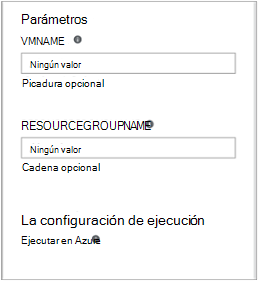 Parámetros
VMNAME
Ningún valor
Picadura opcional
RESOURCEGROUPNAME
Ningún valor
Cadena opcional
La configuración de ejecución
Ejecutar en Azure